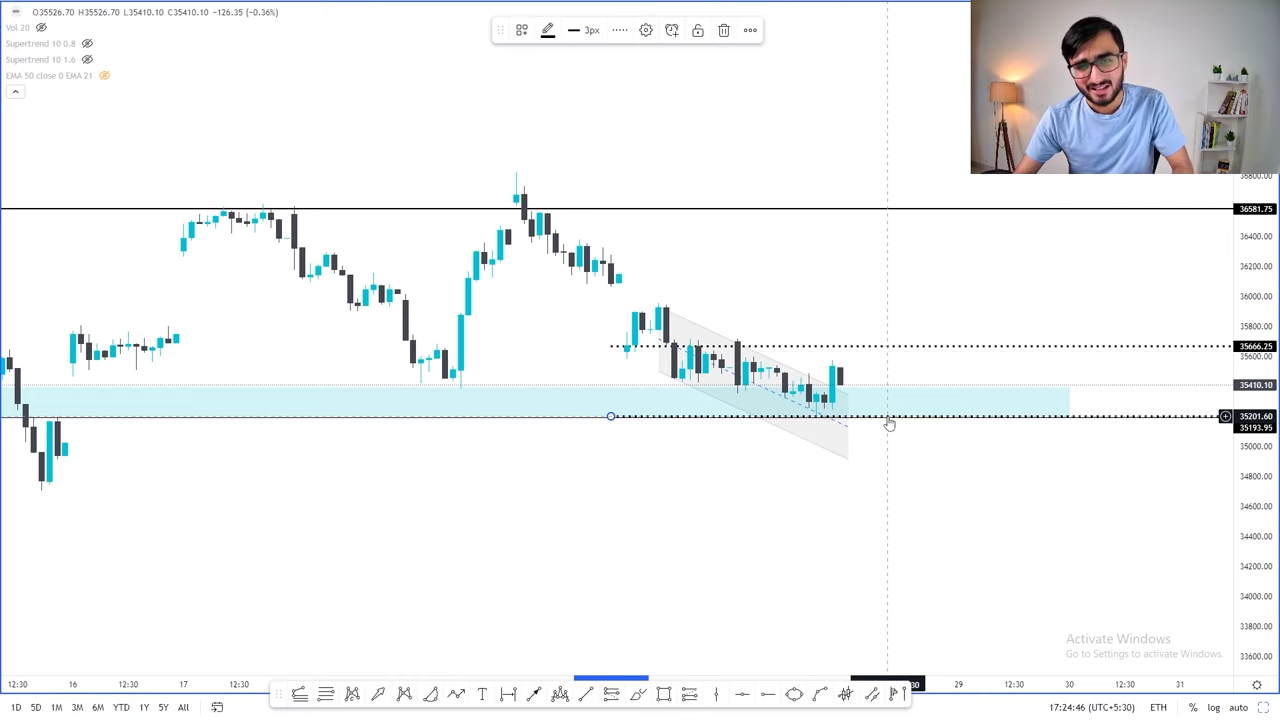 O35526.70 H35526.70 L35410.10 C35410.10 -126.35 (-0.36%)
Vol 20
Supertrend 10 0.8
Supertrend 10 1.6
EMA 50 close 0 EMA 21
3px
36800.00
36581.75
36400.00
36200.00
36000.00
35800.00
35666.25
35600.00
35410.10
35201.60
35193.95
35000.00
34800.00
34600.00
34400.00
34200.00
34000.00
33800.00
33600.00
Activate Windows
Go to Settings to activate Windows.
12:30 16 12:30 17 12:30 29 12:30 30 12:30 31
1D 5D 1M 3M 6M YTD 1Y 5Y All
17:24:46 (UTC+5:30) ETH % log auto